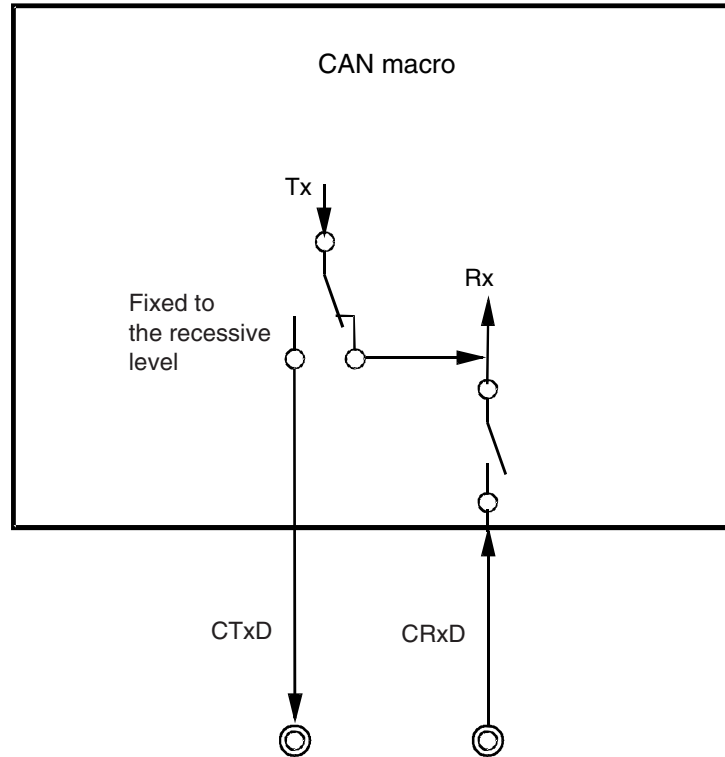 CAN macro
Tx
Rx
Fixed to
the recessive
level
CTxD
CRxD